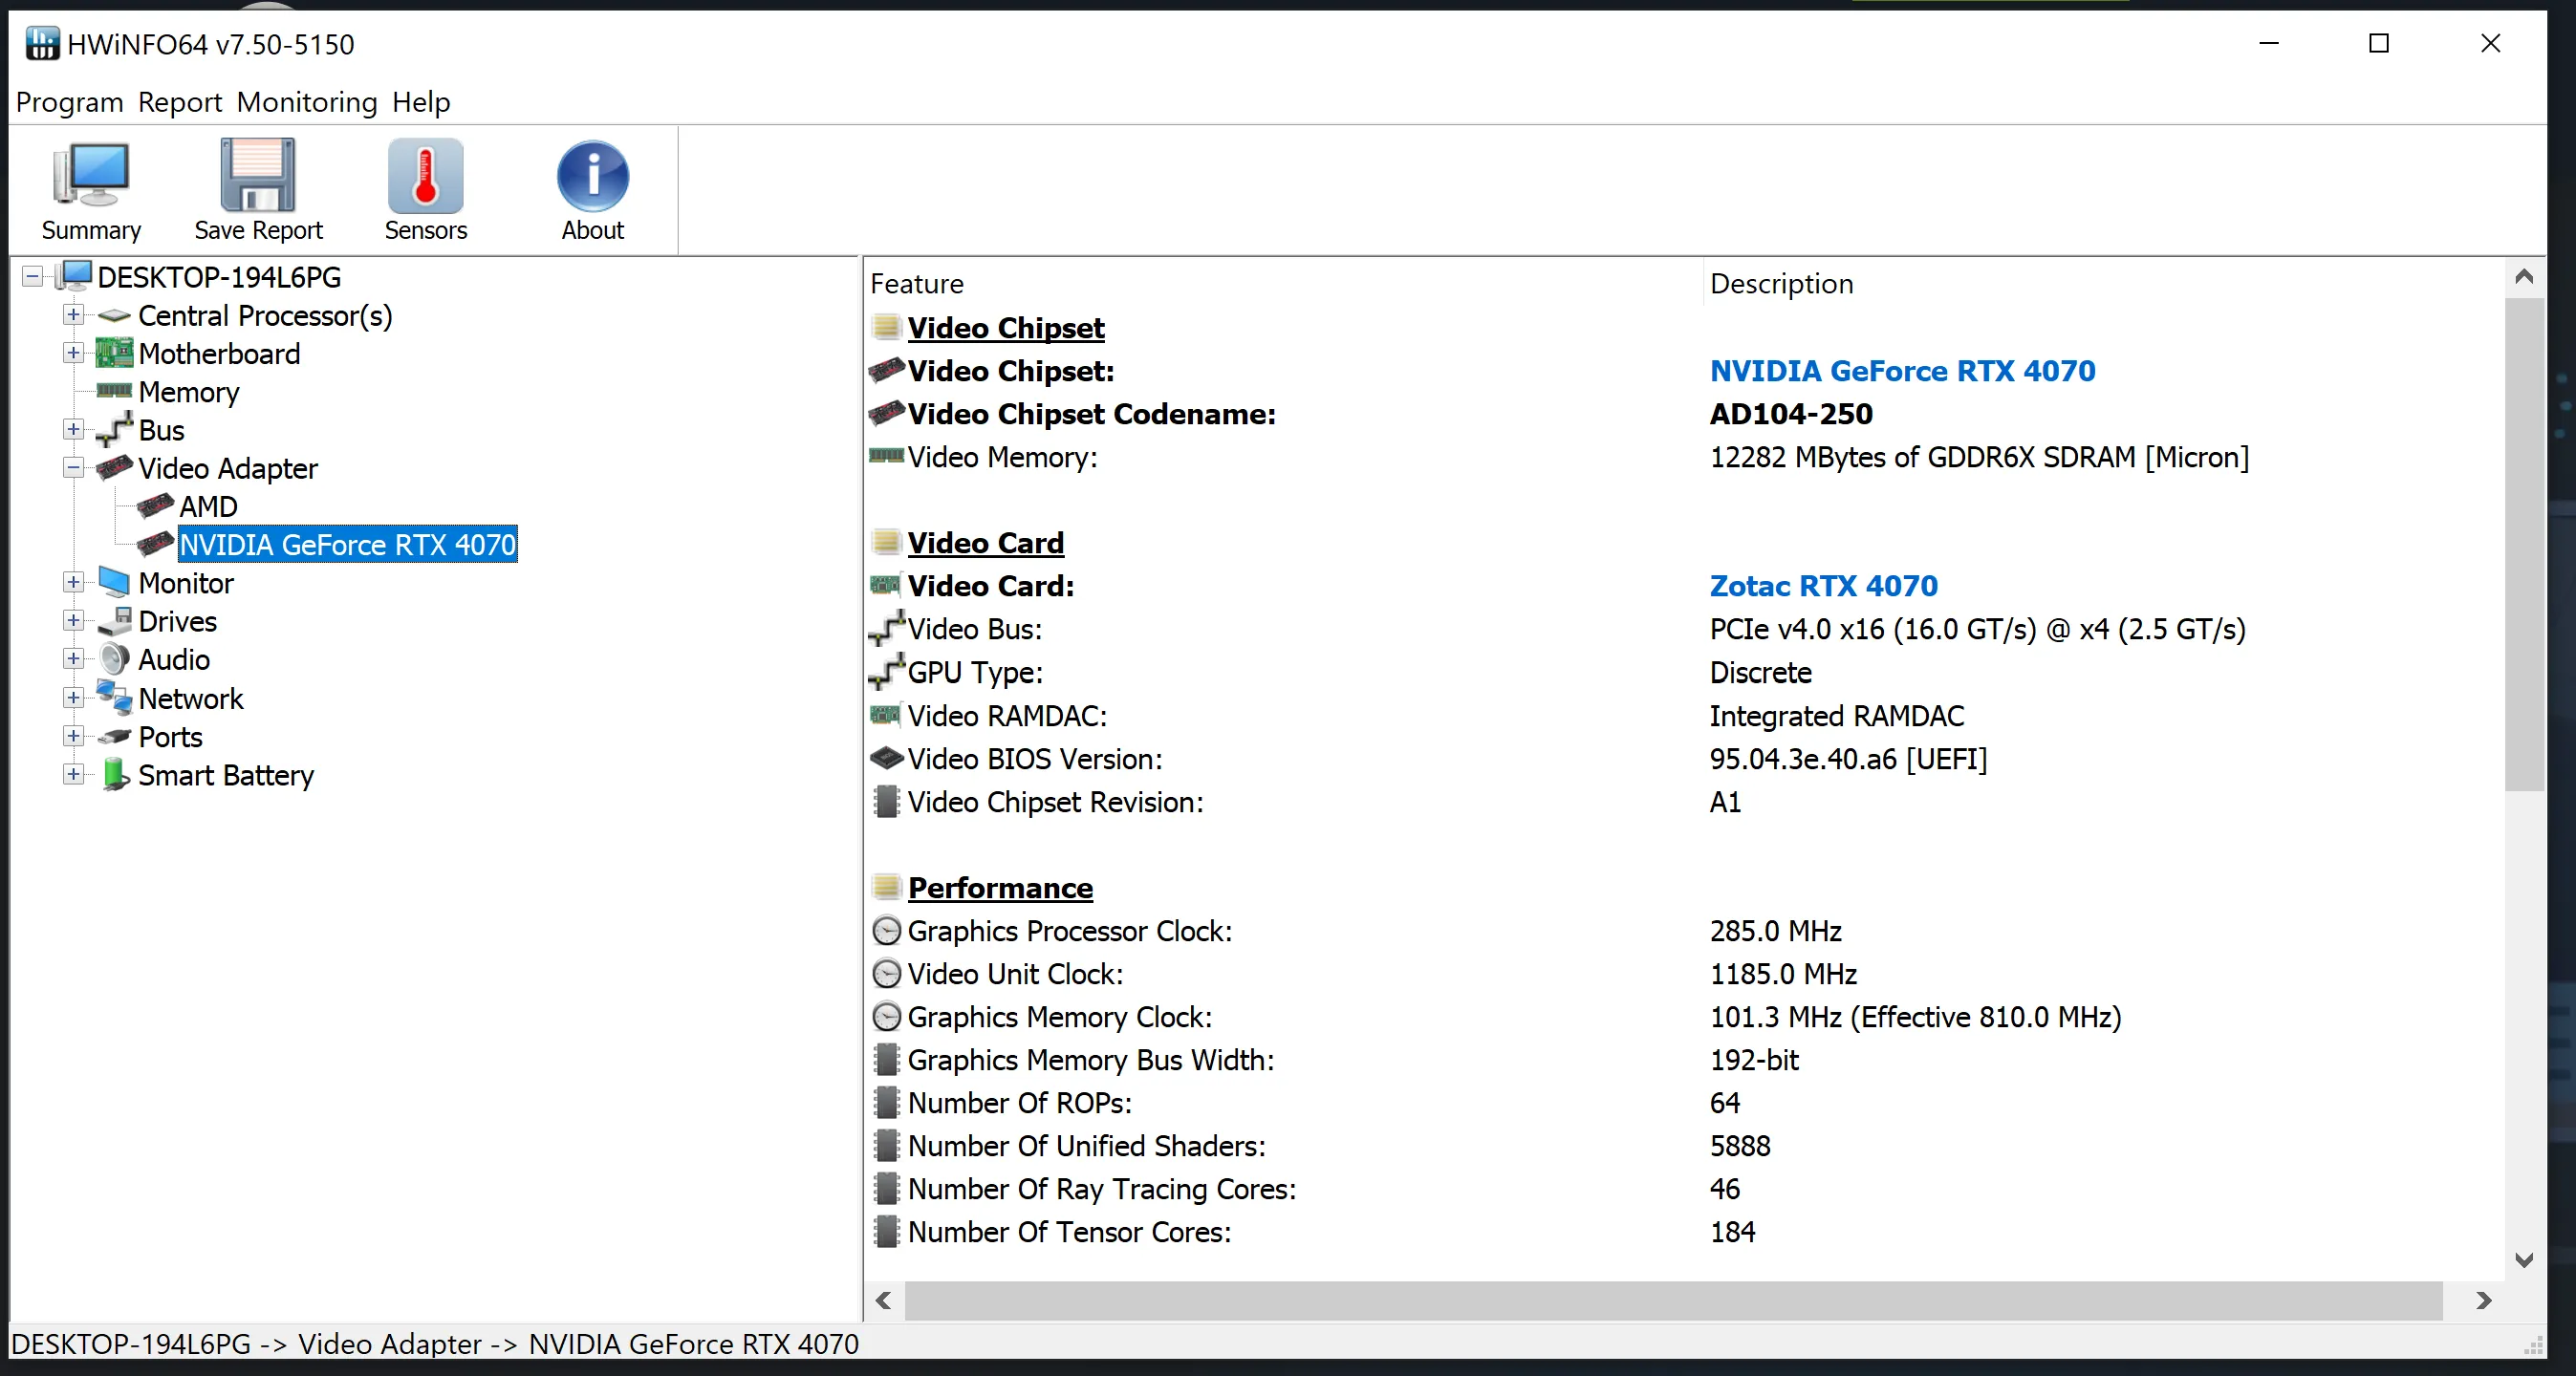 HWiNFO64 v7.50-5150
Program Report Monitoring Help
Summary Save Report Sensors About
DESKTOP-194L6PG
Central Processor(s)
Motherboard
Memory
Bus
Video Adapter
AMD
NVIDIA GeForce RTX 4070
Monitor
Drives
Audio
Network
Ports
Smart Battery
Feature Description
Video Chipset
Video Chipset: NVIDIA GeForce RTX 4070
Video Chipset Codename: AD104-250
Video Memory: 12282 MBytes of GDDR6X SDRAM [Micron]
Video Card
Video Card: Zotac RTX 4070
Video Bus: PCIe v4.0 x16 (16.0 GT/s) @ x4 (2.5 GT/s)
GPU Type: Discrete
Video RAMDAC: Integrated RAMDAC
Video BIOS Version: 95.04.3e.40.a6 [UEFI]
Video Chipset Revision: A1
Performance
Graphics Processor Clock: 285.0 MHz
Video Unit Clock: 1185.0 MHz
Graphics Memory Clock: 101.3 MHz (Effective 810.0 MHz)
Graphics Memory Bus Width: 192-bit
Number Of ROPs: 64
Number Of Unified Shaders: 5888
Number Of Ray Tracing Cores: 46
Number Of Tensor Cores: 184
DESKTOP-194L6PG -> Video Adapter -> NVIDIA GeForce RTX 4070